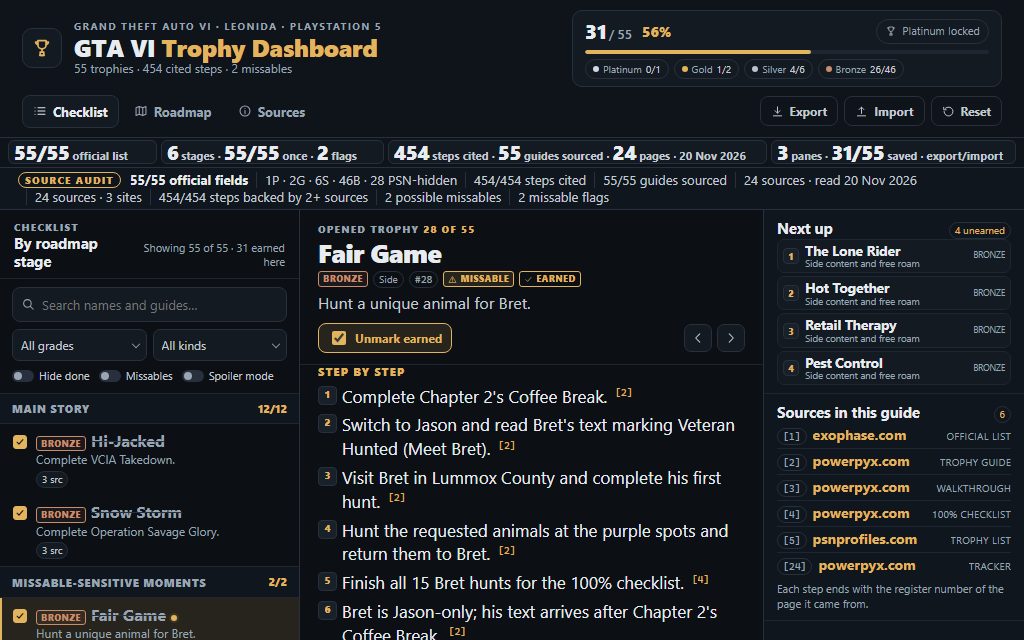 GRAND THEFT AUTO VI • LEONIDA • PLAYSTATION 5
GTA VI Trophy Dashboard
55 trophies · 454 cited steps · 2 missables
31 / 55 56%
Platinum locked
Platinum 0/1
Gold 1/2
Silver 4/6
Bronze 26/46
Checklist
Roadmap
Sources
Export
Import
Reset
55/55 official list
6 stages · 55/55 once · 2 flags
454 steps cited · 55 guides sourced · 24 pages · 20 Nov 2026
3 panes · 31/55 saved · export/import
SOURCE AUDIT 55/55 official fields 1P · 2G · 6S · 46B · 28 PSN-hidden 454/454 steps cited 55/55 guides sourced 24 sources · read 20 Nov 2026
24 sources · 3 sites 454/454 steps backed by 2+ sources 2 possible missables 2 missable flags
CHECKLIST
By roadmap stage
Showing 55 of 55 · 31 earned here
Search names and guides...
All grades
All kinds
Hide done
Missables
Spoiler mode
MAIN STORY 12/12
BRONZE Hi-Jacked
Complete VCIA Takedown.
3 src
BRONZE Snow Storm
Complete Operation Savage Glory.
3 src
MISSABLE-SENSITIVE MOMENTS 2/2
BRONZE Fair Game
Hunt a unique animal for Bret.
OPENED TROPHY 28 OF 55
Fair Game
BRONZE Side #28 MISSABLE EARNED
Hunt a unique animal for Bret.
Unmark earned
STEP BY STEP
1 Complete Chapter 2's Coffee Break. [2]
2 Switch to Jason and read Bret's text marking Veteran
Hunted (Meet Bret). [2]
3 Visit Bret in Lummox County and complete his first
hunt. [2]
4 Hunt the requested animals at the purple spots and
return them to Bret. [2]
5 Finish all 15 Bret hunts for the 100% checklist. [4]
6 Bret is Jason-only; his text arrives after Chapter 2's
Coffee Break. [2]
Next up 4 unearned
1 The Lone Rider BRONZE
Side content and free roam
2 Hot Together BRONZE
Side content and free roam
3 Retail Therapy BRONZE
Side content and free roam
4 Pest Control BRONZE
Side content and free roam
Sources in this guide 6
[1] exophase.com OFFICIAL LIST
[2] powerpyx.com TROPHY GUIDE
[3] powerpyx.com WALKTHROUGH
[4] powerpyx.com 100% CHECKLIST
[5] psnprofiles.com TROPHY LIST
[24] powerpyx.com TRACKER
Each step ends with the register number of the
page it came from.